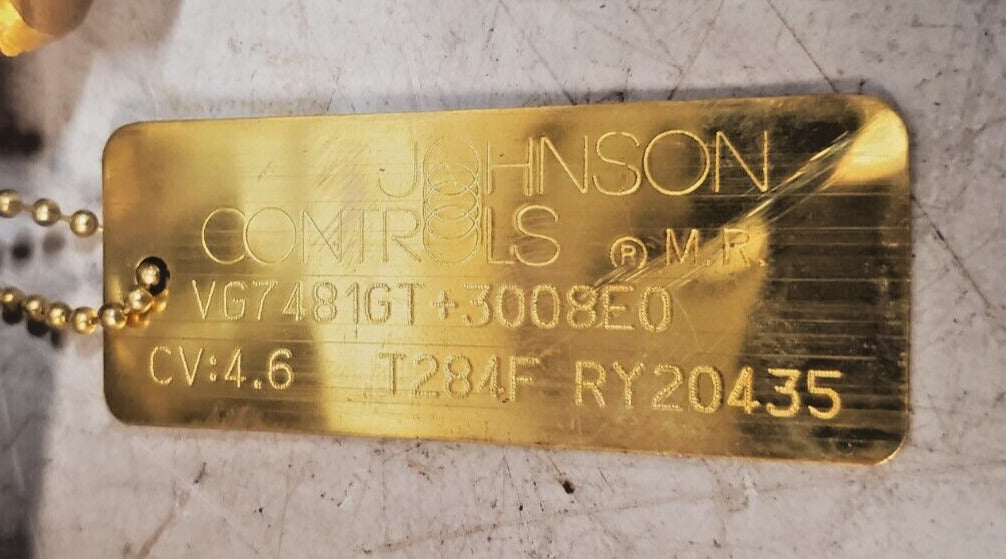 JOHNSON
CONTROLS ® M.R.
VG7481GT+3008E0
CV:4.6 T284F RY20435